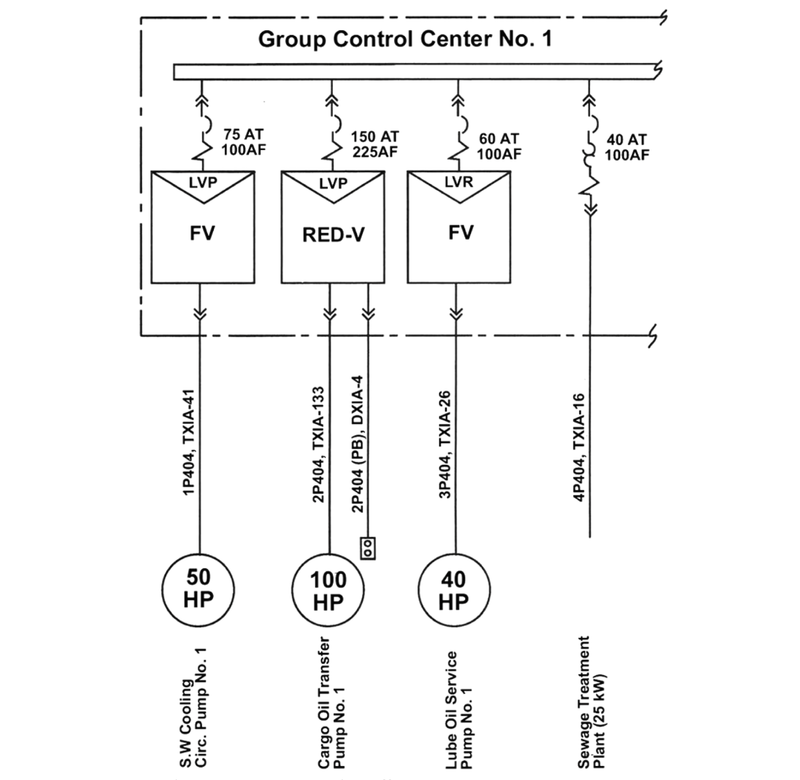 Group Control Center No. 1
75 AT
100AF
150 AT
225AF
60 AT
100AF
40 AT
100AF
LVP
LVP
LVR
FV
RED-V
FV
1P404, TXIA-41
2P404, TXIA-133
2P404 (PB), DXIA-4
3P404, TXIA-26
4P404, TXIA-16
50
HP
100
HP
40
HP
S.W Cooling
Circ. Pump No. 1
Cargo Oil Transfer
Pump No. 1
Lube Oil Service
Pump No. 1
Sewage Treatment
Plant (25 kW)